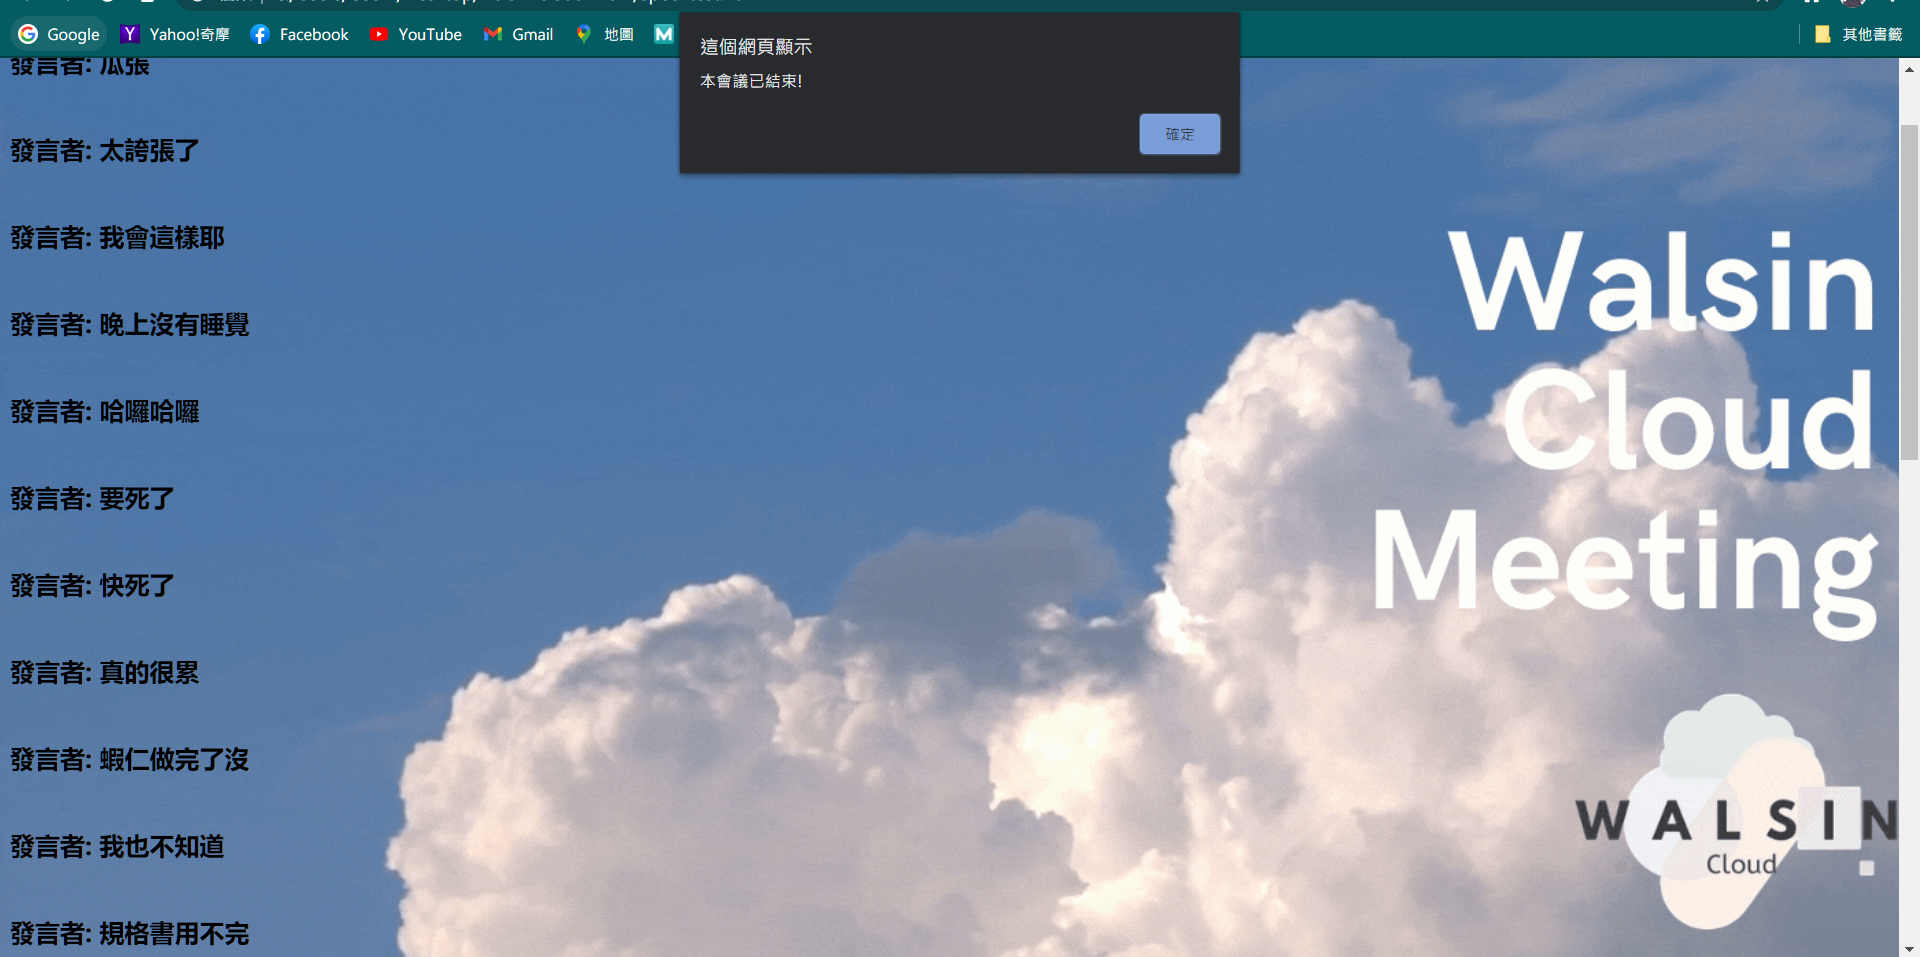 Google
Yahoo!奇摩
Facebook
YouTube
Gmail
地圖
M
其他書籤
這個網頁顯示
本會議已結束!
確定
發言者: 瓜張
發言者: 太誇張了
發言者: 我會這樣耶
發言者: 晚上沒有睡覺
發言者: 哈囉哈囉
發言者: 要死了
發言者: 快死了
發言者: 真的很累
發言者: 蝦仁做完了沒
發言者: 我也不知道
發言者: 規格書用不完
Walsin
Cloud
Meeting
WALSIN
Cloud